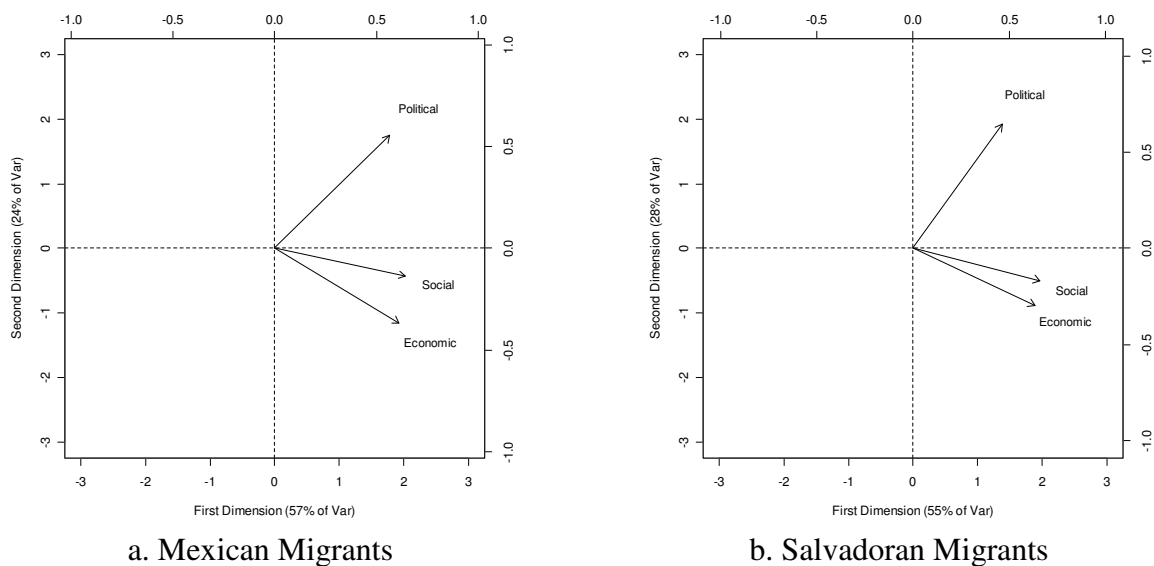 -1.0 -0.5 0.0 0.5 1.0
3 2 1 0 -1 -2 -3
Second Dimension (24% of Var)
Political
Social
Economic
1.0 0.5 0.0 -0.5 -1.0
-3 -2 -1 0 1 2 3
First Dimension (57% of Var)
a. Mexican Migrants
-1.0 -0.5 0.0 0.5 1.0
3 2 1 0 -1 -2 -3
Second Dimension (28% of Var)
Political
Social
Economic
1.0 0.5 0.0 -0.5 -1.0
-3 -2 -1 0 1 2 3
First Dimension (55% of Var)
b. Salvadoran Migrants